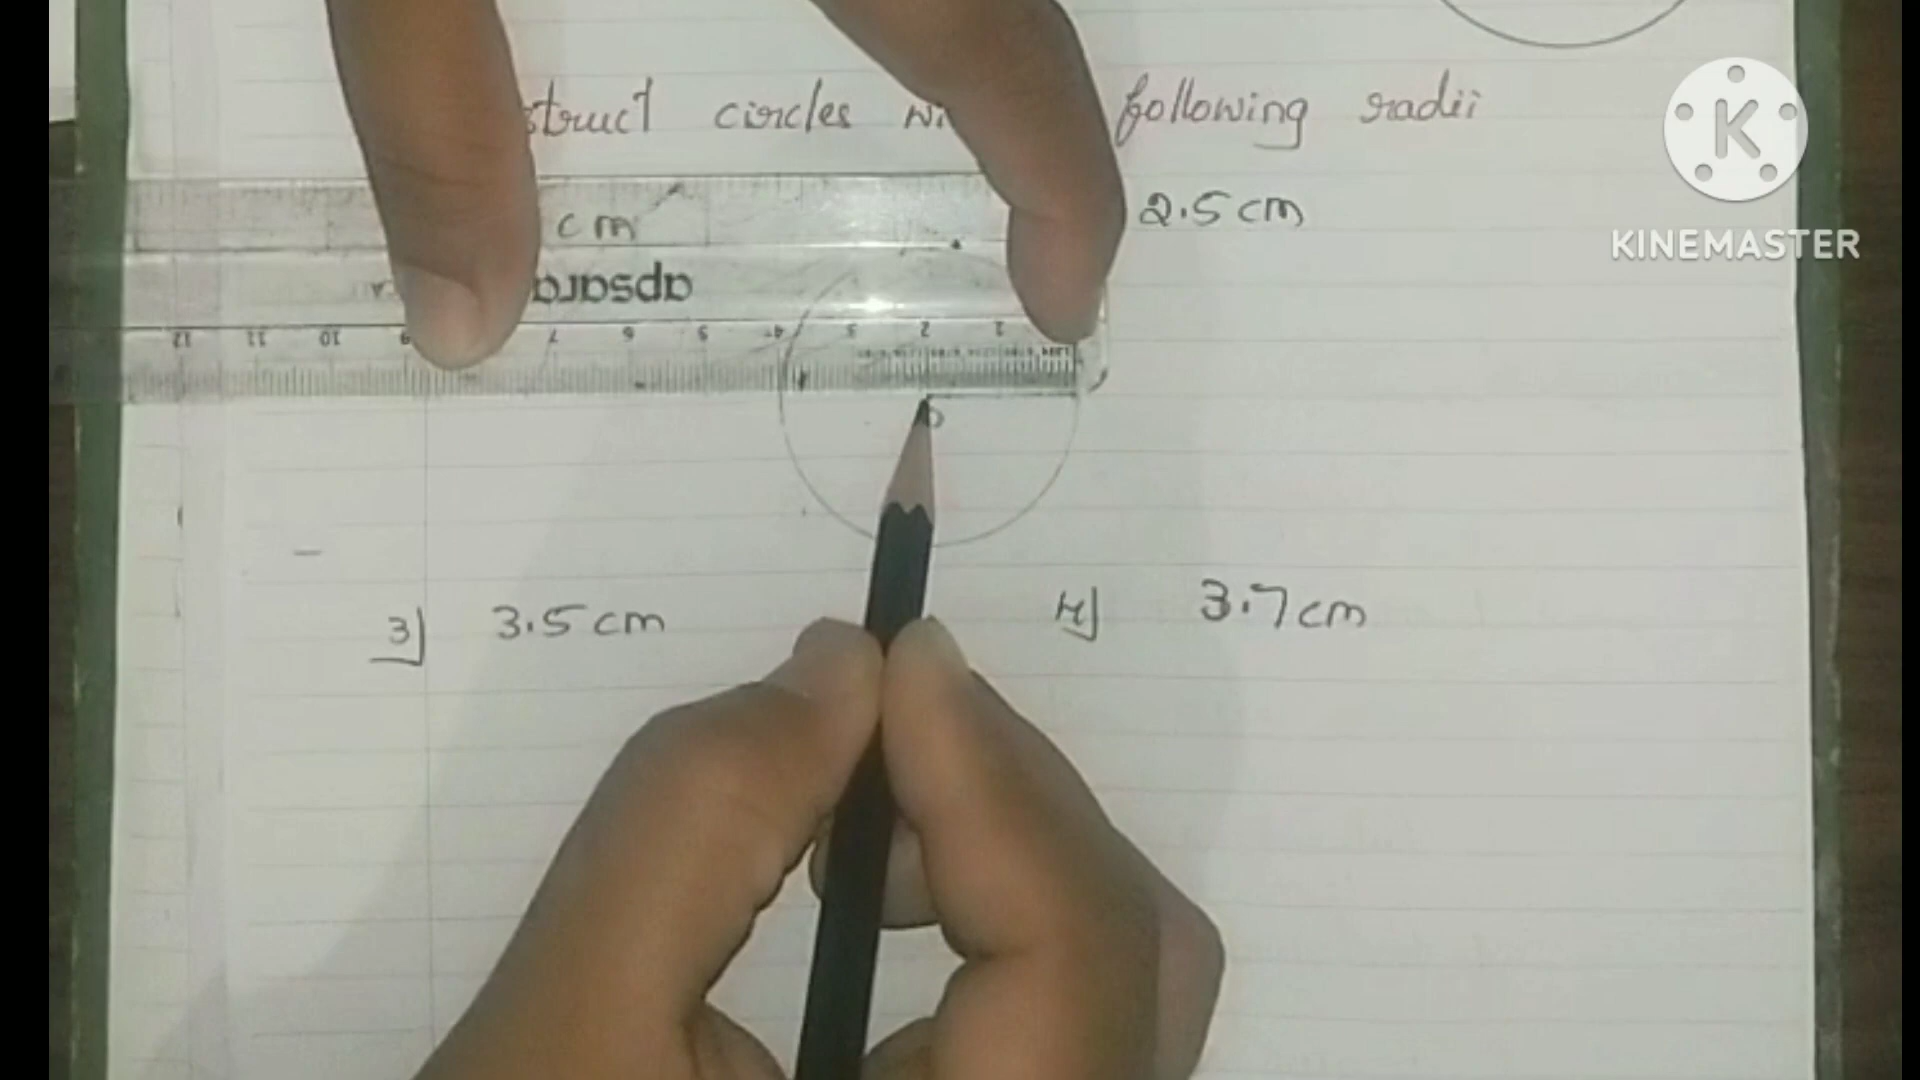 struct circles wi following radii
2.5 cm
cm
apsara
12 11 10 9 7 6 5 4 3 2 1
O
3) 3.5 cm
4) 3.7 cm
K
KINEMASTER